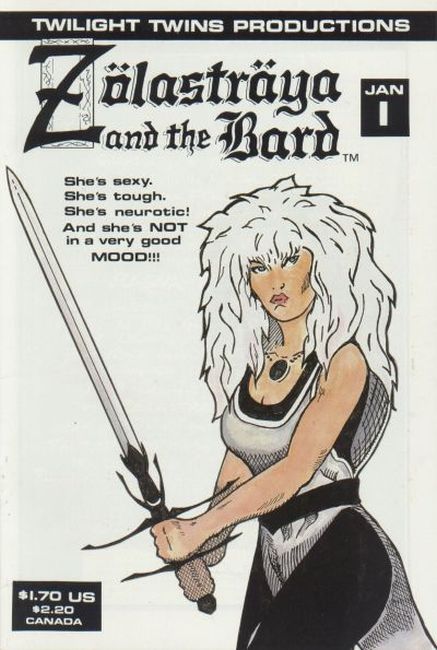 TWILIGHT TWINS PRODUCTIONS
Zölasträya
and the Bard
TM
JAN
1
She's sexy.
She's tough.
She's neurotic!
And she's NOT
in a very good
MOOD!!!
$1.70 US
$2.20
CANADA